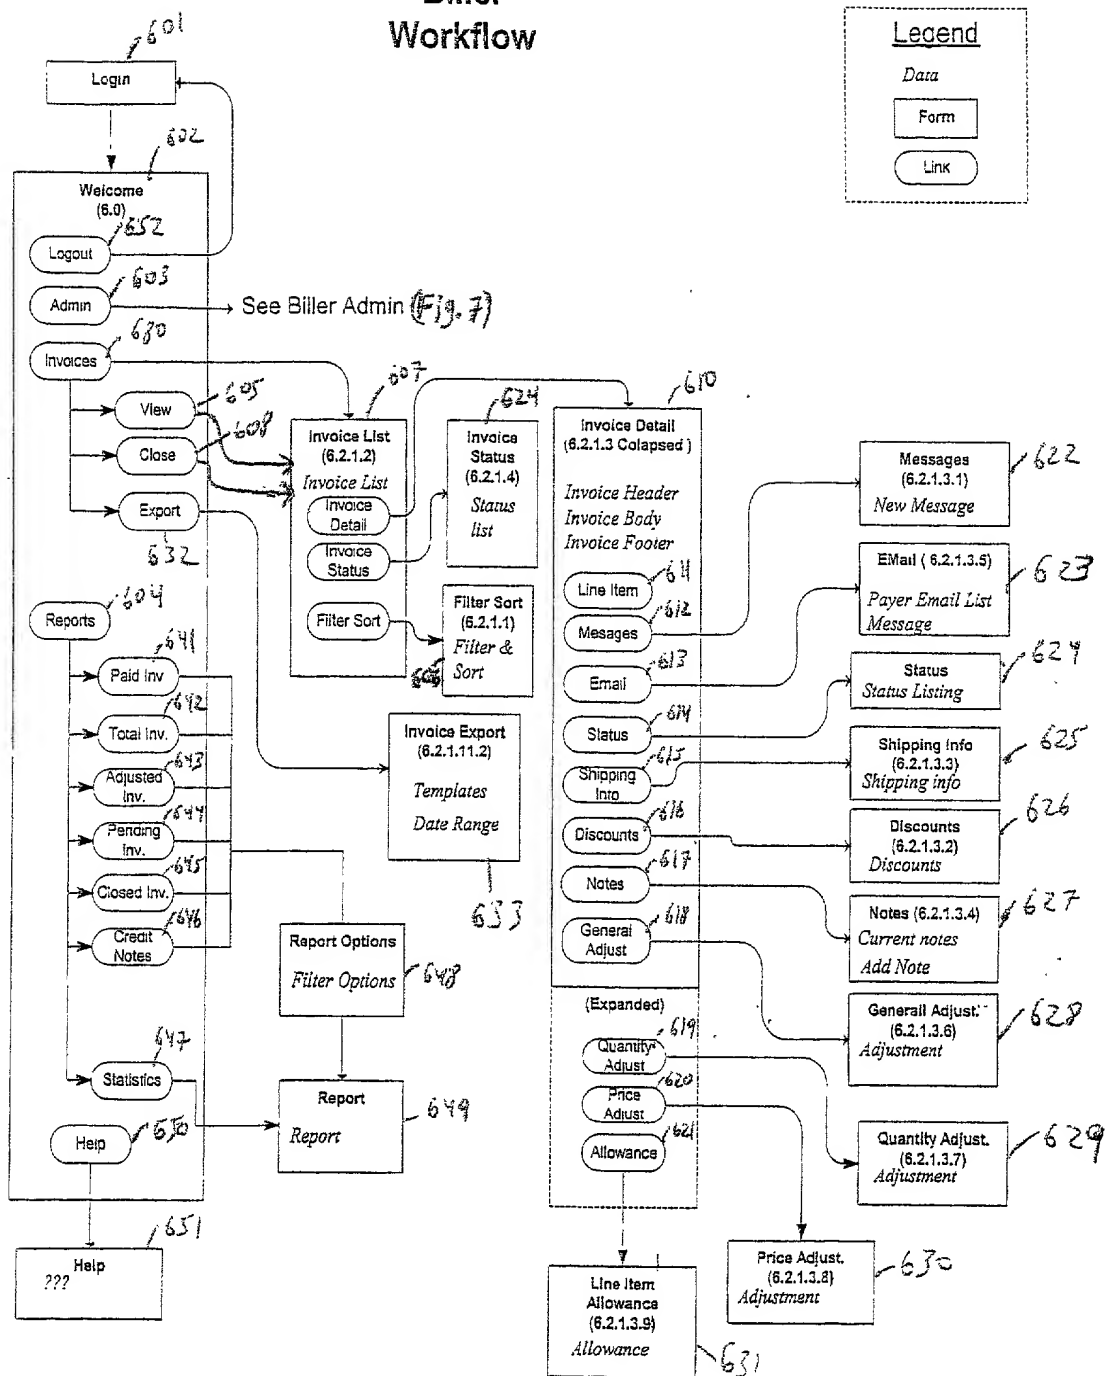 Workflow
Legend
Data
Form
Link
601
Login
602
Welcome
(6.0)
652
Logout
603
Admin
See Biller Admin (Fig. 7)
680
Invoices
605
View
608
Close
Export
632
604
Reports
641
Paid Inv
642
Total Inv.
643
Adjusted
Inv.
644
Pending
Inv.
645
Closed Inv.
646
Credit
Notes
647
Statistics
650
Help
651
Help
???
607
Invoice List
(6.2.1.2)
Invoice List
Invoice
Detail
Invoice
Status
Filter Sort
624
Invoice
Status
(6.2.1.4)
Status
list
Filter Sort
(6.2.1.1)
Filter &
Sort
Invoice Export
(6.2.1.11.2)
Templates
Date Range
633
Report Options
Filter Options
648
Report
Report
649
610
Invoice Detail
(6.2.1.3 Colapsed )
Invoice Header
Invoice Body
Invoice Footer
611
Line Item
612
Mesages
613
Email
614
Status
615
Shipping
Info
616
Discounts
617
Notes
618
General
Adjust
(Expanded)
619
Quantity
Adjust
620
Price
Adjust
621
Allowance
Messages
(6.2.1.3.1)
New Message
622
EMail ( 6.2.1.3.5)
Payer Email List
Message
623
Status
Status Listing
624
Shipping Info
(6.2.1.3.3)
Shipping info
625
Discounts
(6.2.1.3.2)
Discounts
626
Notes (6.2.1.3.4)
Current notes
Add Note
627
Generall Adjust.
(6.2.1.3.6)
Adjustment
628
Quantity Adjust.
(6.2.1.3.7)
Adjustment
629
Price Adjust.
(6.2.1.3.8)
Adjustment
630
Line Item
Allowance
(6.2.1.3.9)
Allowance
631